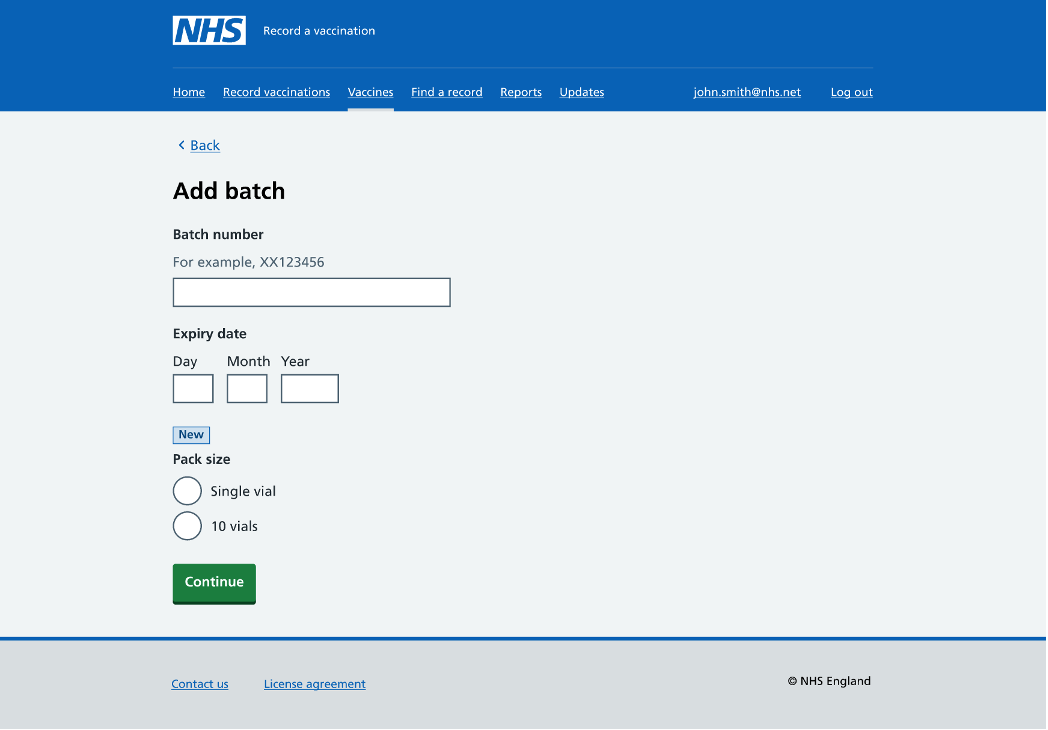 NHS Record a vaccination
Home Record vaccinations Vaccines Find a record Reports Updates john.smith@nhs.net Log out
Back
Add batch
Batch number
For example, XX123456
Expiry date
Day Month Year
New
Pack size
Single vial
10 vials
Continue
Contact us License agreement © NHS England